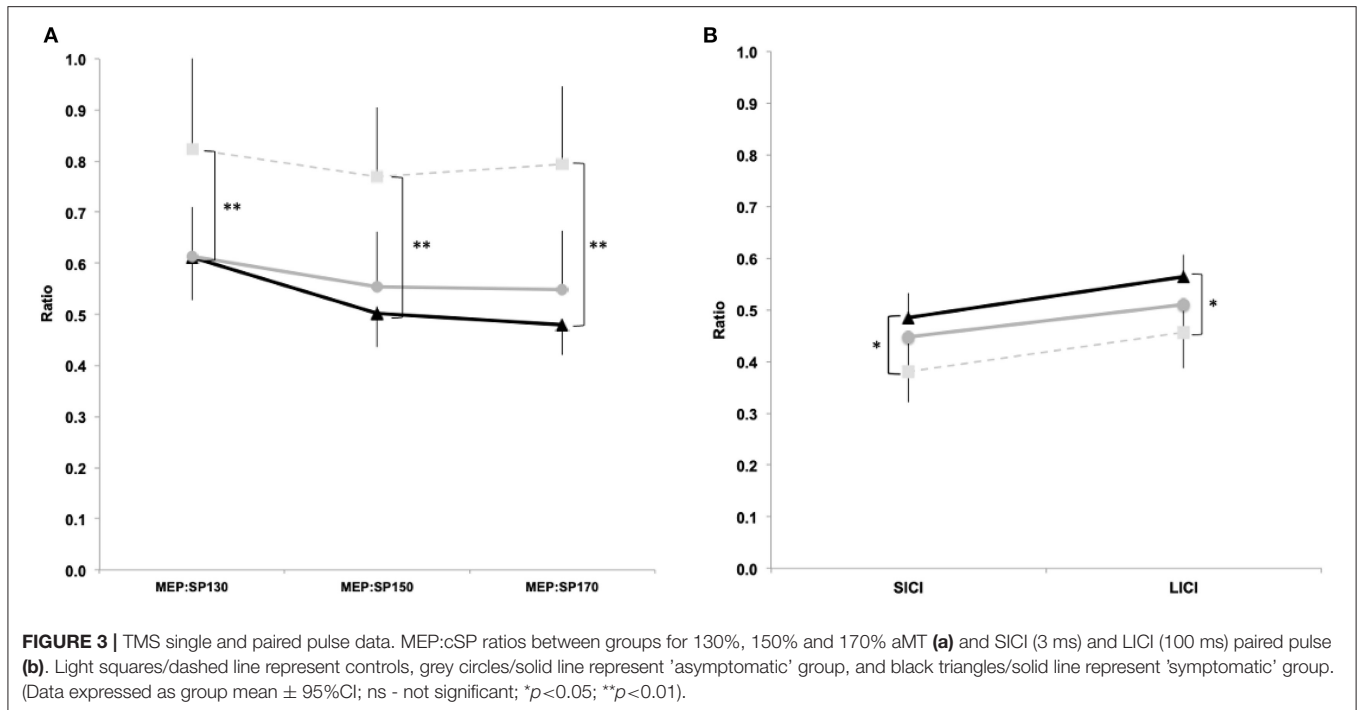 A
1.0
0.9
0.8
0.7
0.6
0.5
0.4
0.3
0.2
0.1
0.0
Ratio
**
**
**
MEP:SP130
MEP:SP150
MEP:SP170
B
1.0
0.9
0.8
0.7
0.6
0.5
0.4
0.3
0.2
0.1
0.0
Ratio
*
*
SICI
LICI
FIGURE 3 | TMS single and paired pulse data. MEP:cSP ratios between groups for 130%, 150% and 170% aMT (a) and SICI (3 ms) and LICI (100 ms) paired pulse
(b). Light squares/dashed line represent controls, grey circles/solid line represent 'asymptomatic' group, and black triangles/solid line represent 'symptomatic' group.
(Data expressed as group mean ± 95%CI; ns - not significant; *p<0.05; **p<0.01).